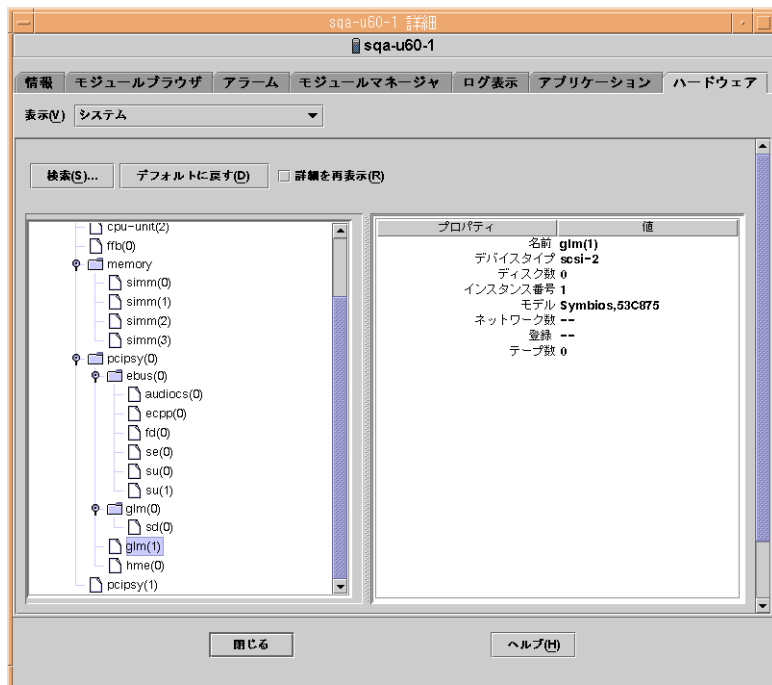 sqa-u60-1 詳細
sqa-u60-1
情報 モジュールブラウザ アラーム モジュールマネージャ ログ表示 アプリケーション ハードウェア
表示(V) システム
検索(S)... デフォルトに戻す(D) 詳細を再表示(R)
cpu-unit(2)
ffb(0)
memory
simm(0)
simm(1)
simm(2)
simm(3)
pcipsy(0)
ebus(0)
audiocs(0)
ecpp(0)
fd(0)
se(0)
su(0)
su(1)
glm(0)
sd(0)
glm(1)
hme(0)
pcipsy(1)
プロパティ 値
名前 glm(1)
デバイスタイプ scsi-2
ディスク数 0
インスタンス番号 1
モデル Symbios,53C875
ネットワーク数 --
登録 --
テープ数 0
閉じる ヘルプ(H)